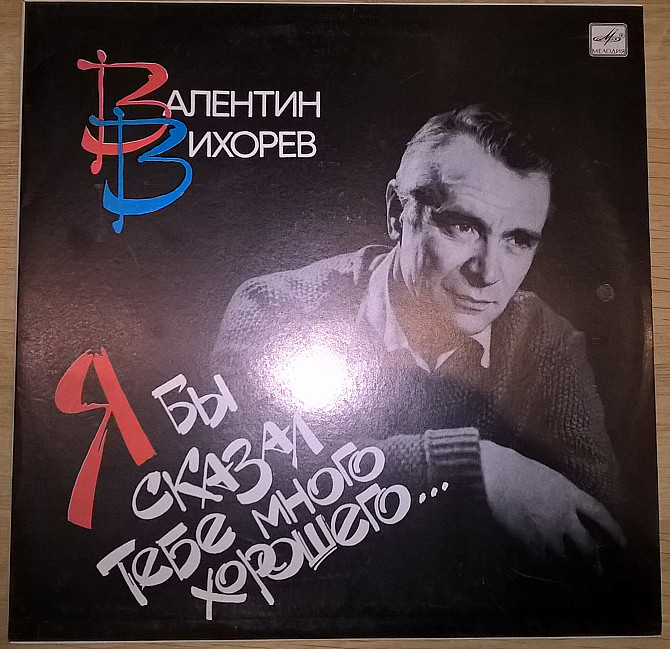 Валентин
Вихорев
МЕЛОДИЯ
Я бы
сказал
тебе много
хорошего...